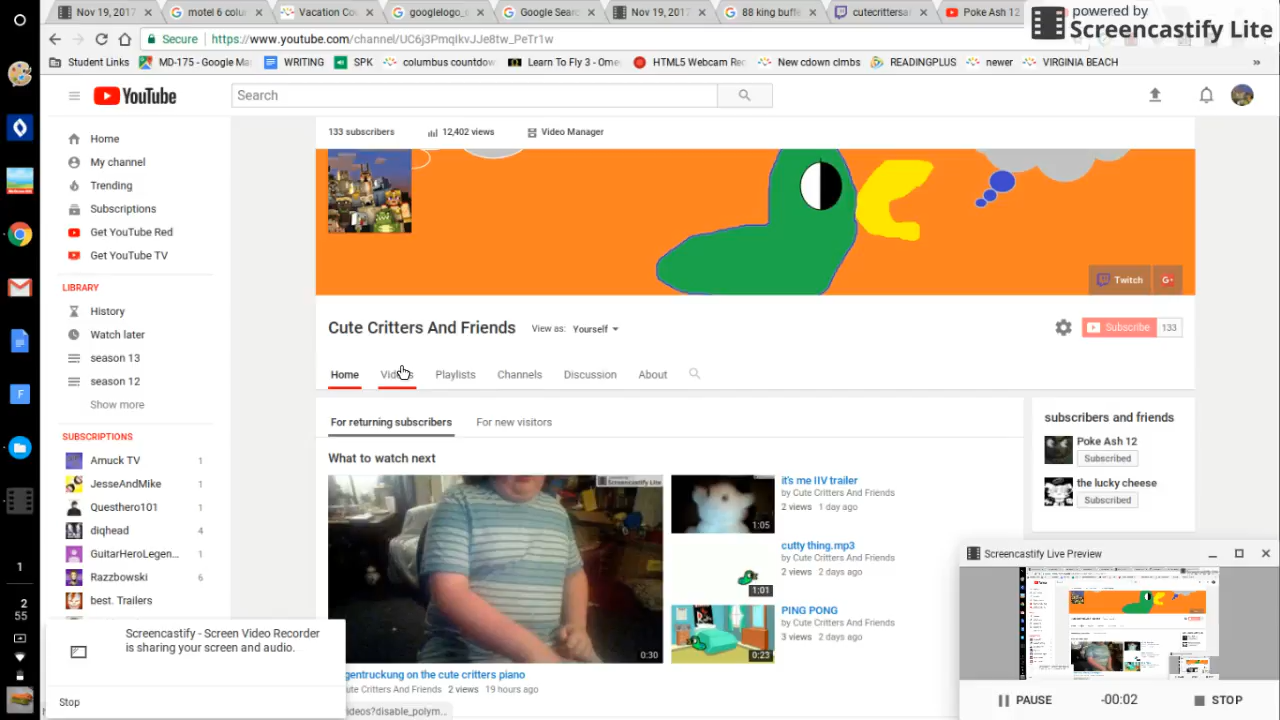 Nov 19, 2017
motel 6 colu
Vacation Co
googlelogo_
Google Sear
Nov 19, 2017
88 king buffe
cutecrittersa
Poke Ash 12
powered by
Screencastify Lite
Secure
Student Links
MD-175 - Google Ma
WRITING
SPK
columbus countdow
Learn To Fly 3 - Ome
HTML5 Webcam Rec
New cdown clmbs
READINGPLUS
newer
VIRGINIA BEACH
»
YouTube
Search
Home
My channel
Trending
Subscriptions
Get YouTube Red
Get YouTube TV
LIBRARY
History
Watch later
season 13
season 12
Show more
SUBSCRIPTIONS
Amuck TV 1
JesseAndMike 1
Questhero101 1
diqhead 4
GuitarHeroLegen... 1
Razzbowski 6
best. Trailers
133 subscribers
12,402 views
Video Manager
Twitch
G+
Cute Critters And Friends
View as: Yourself
Subscribe 133
Home Videos Playlists Channels Discussion About
For returning subscribers For new visitors
What to watch next
Screencastify Lite
0:30
gentruckung on the cute critters piano
Cute Critters And Friends 2 views 19 hours ago
1:05
it's me IIV trailer
by Cute Critters And Friends
2 views 1 day ago
cutty thing.mp3
by Cute Critters And Friends
2 views 2 days ago
0:23
PING PONG
by Cute Critters And Friends
3 views 2 days ago
subscribers and friends
Poke Ash 12
Subscribed
the lucky cheese
Subscribed
1
2
55
Screencastify - Screen Video Recorder
is sharing your screen and audio.
Stop
videos?disable_polym...
Screencastify Live Preview
PAUSE
-00:02
STOP